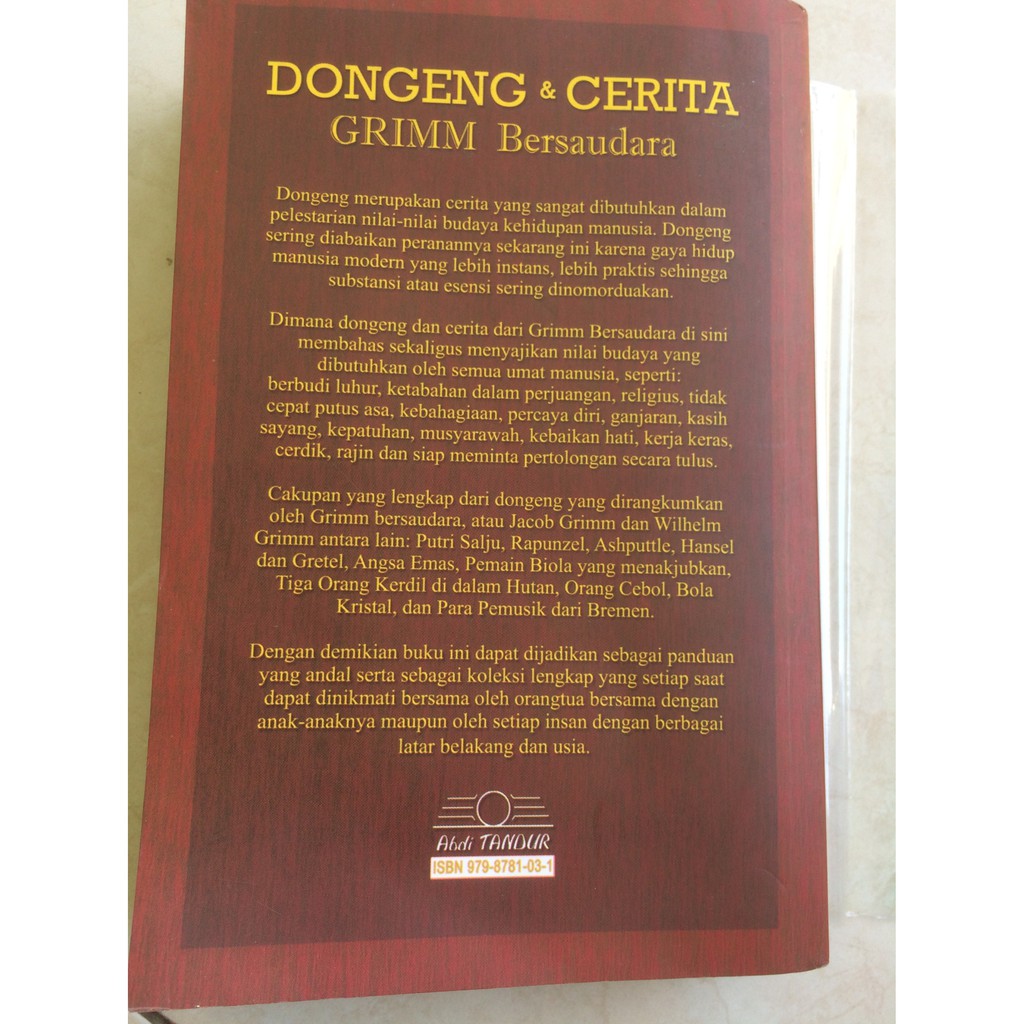 DONGENG & CERITA
GRIMM Bersaudara
Dongeng merupakan cerita yang sangat dibutuhkan dalam
pelestarian nilai-nilai budaya kehidupan manusia. Dongeng
sering diabaikan peranannya sekarang ini karena gaya hidup
manusia modern yang lebih instans, lebih praktis sehingga
substansi atau esensi sering dinomorduakan.
Dimana dongeng dan cerita dari Grimm Bersaudara di sini
membahas sekaligus menyajikan nilai budaya yang
dibutuhkan oleh semua umat manusia, seperti:
berbudi luhur, ketabahan dalam perjuangan, religius, tidak
cepat putus asa, kebahagiaan, percaya diri, ganjaran, kasih
sayang, kepatuhan, musyarawah, kebaikan hati, kerja keras,
cerdik, rajin dan siap meminta pertolongan secara tulus.
Cakupan yang lengkap dari dongeng yang dirangkumkan
oleh Grimm bersaudara, atau Jacob Grimm dan Wilhelm
Grimm antara lain: Putri Salju, Rapunzel, Ashputtle, Hansel
dan Gretel, Angsa Emas, Pemain Biola yang menakjubkan,
Tiga Orang Kerdil di dalam Hutan, Orang Cebol, Bola
Kristal, dan Para Pemusik dari Bremen.
Dengan demikian buku ini dapat dijadikan sebagai panduan
yang andal serta sebagai koleksi lengkap yang setiap saat
dapat dinikmati bersama oleh orangtua bersama dengan
anak-anaknya maupun oleh setiap insan dengan berbagai
latar belakang dan usia.
Abdi TANDUR
ISBN 979-8781-03-1